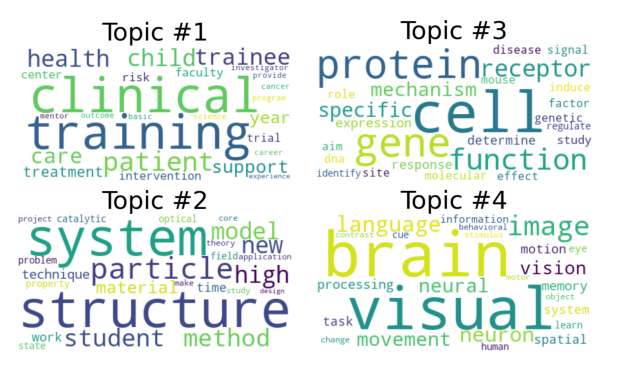 Topic #1
health child trainee
center risk faculty investigator provide
clinical cancer program
mentor outcome basic science year
training trial
care patient career support
treatment intervention experience
Topic #3
disease signal
protein receptor
role mechanism mouse induce
specific cell factor
expression genetic regulate
aim gene determine study
dna response function
identify site molecular effect
Topic #2
project catalytic optical core
system model
problem particle theory new
field application
technique material high
property make time study design
structure
work student method
state
Topic #4
language information image
contrast cue behavioral stimulus
brain motion eye
vision
processing neural motor memory
visual object
task system
movement neuron learn
change human spatial